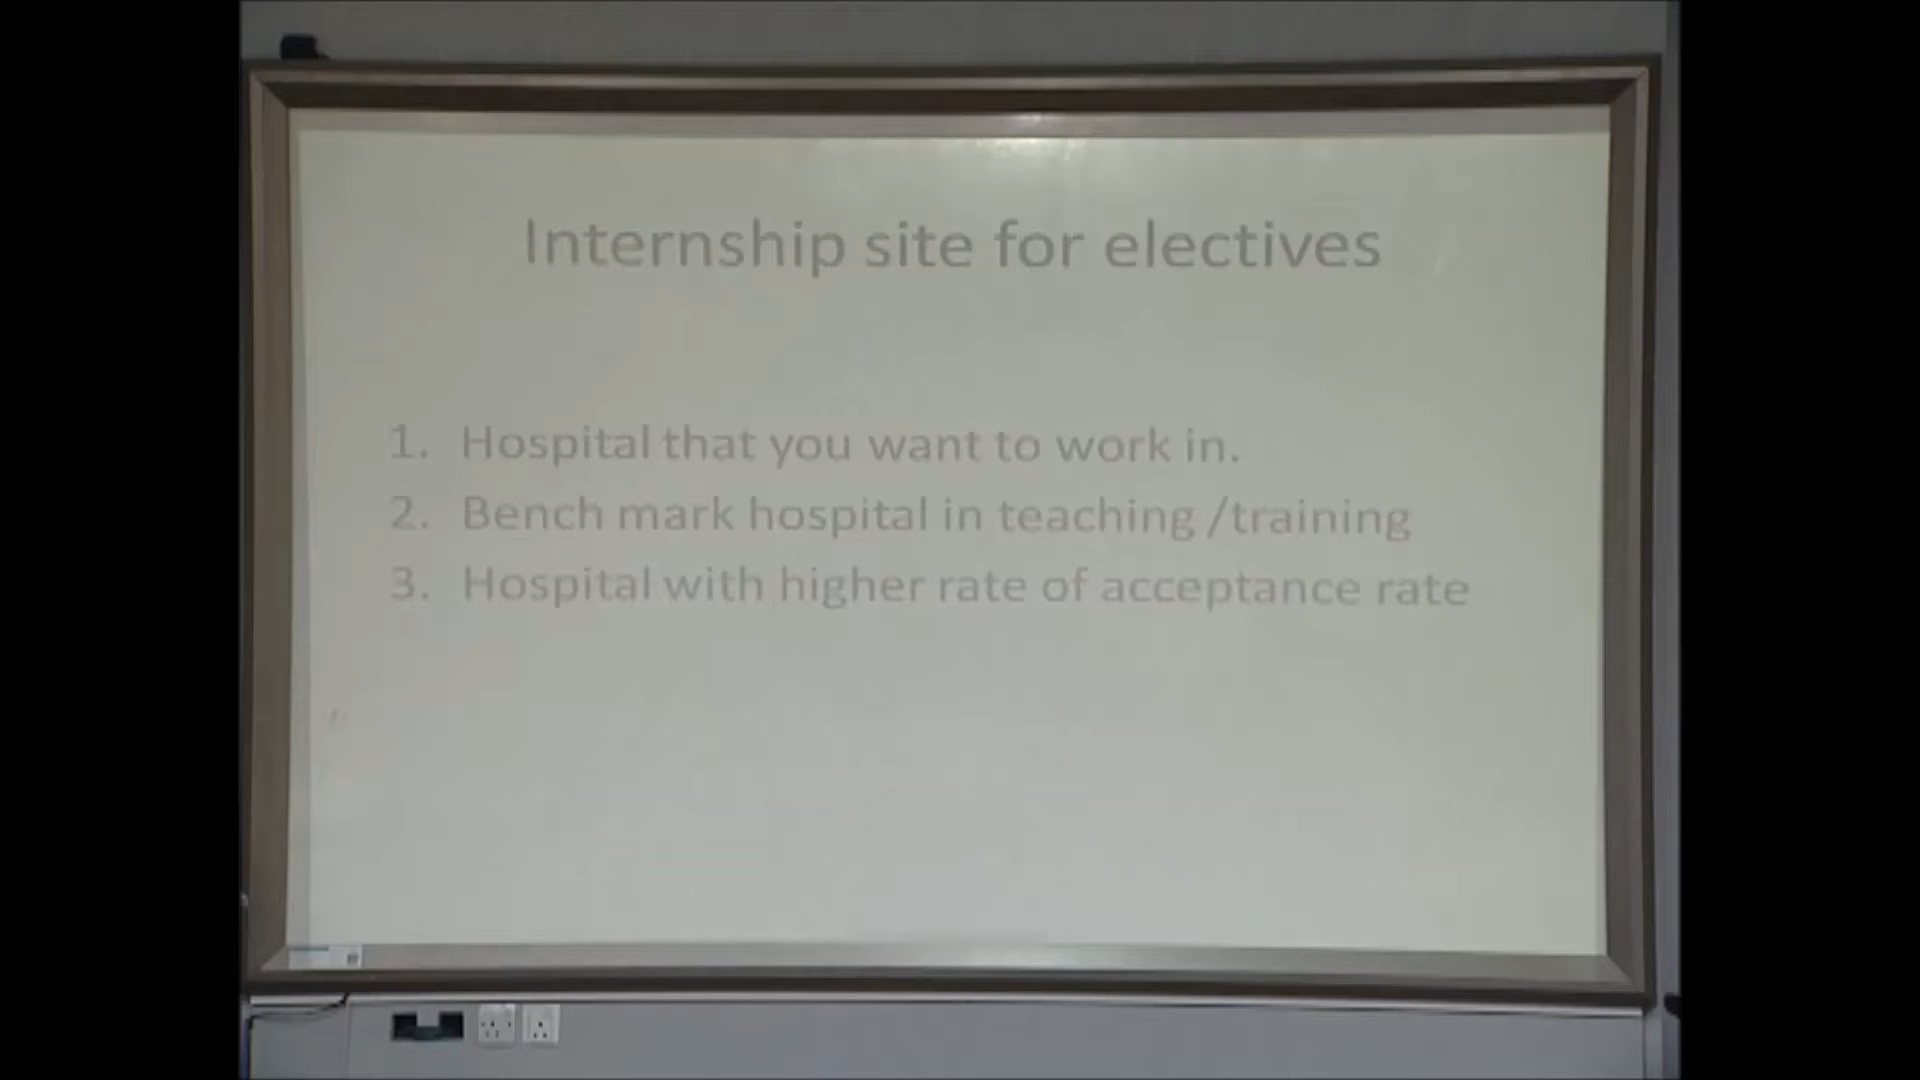 Internship site for electives
1. Hospital that you want to work in.
2. Bench mark hospital in teaching /training
3. Hospital with higher rate of acceptance rate